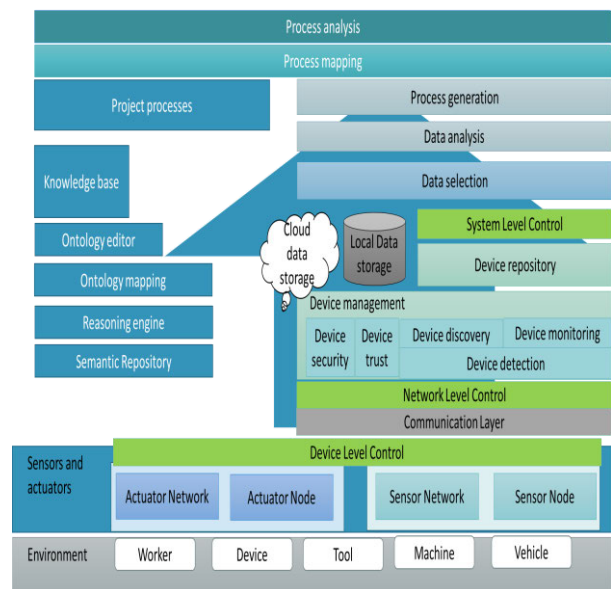 Process analysis
Process mapping
Project processes
Process generation
Data analysis
Knowledge base
Data selection
Ontology editor
Cloud
data
storage
Local Data
storage
System Level Control
Device repository
Ontology mapping
Device management
Reasoning engine
Device
security
Device
trust
Device discovery
Device monitoring
Device detection
Semantic Repository
Network Level Control
Communication Layer
Device Level Control
Sensors and
actuators
Actuator Network
Actuator Node
Sensor Network
Sensor Node
Environment
Worker
Device
Tool
Machine
Vehicle